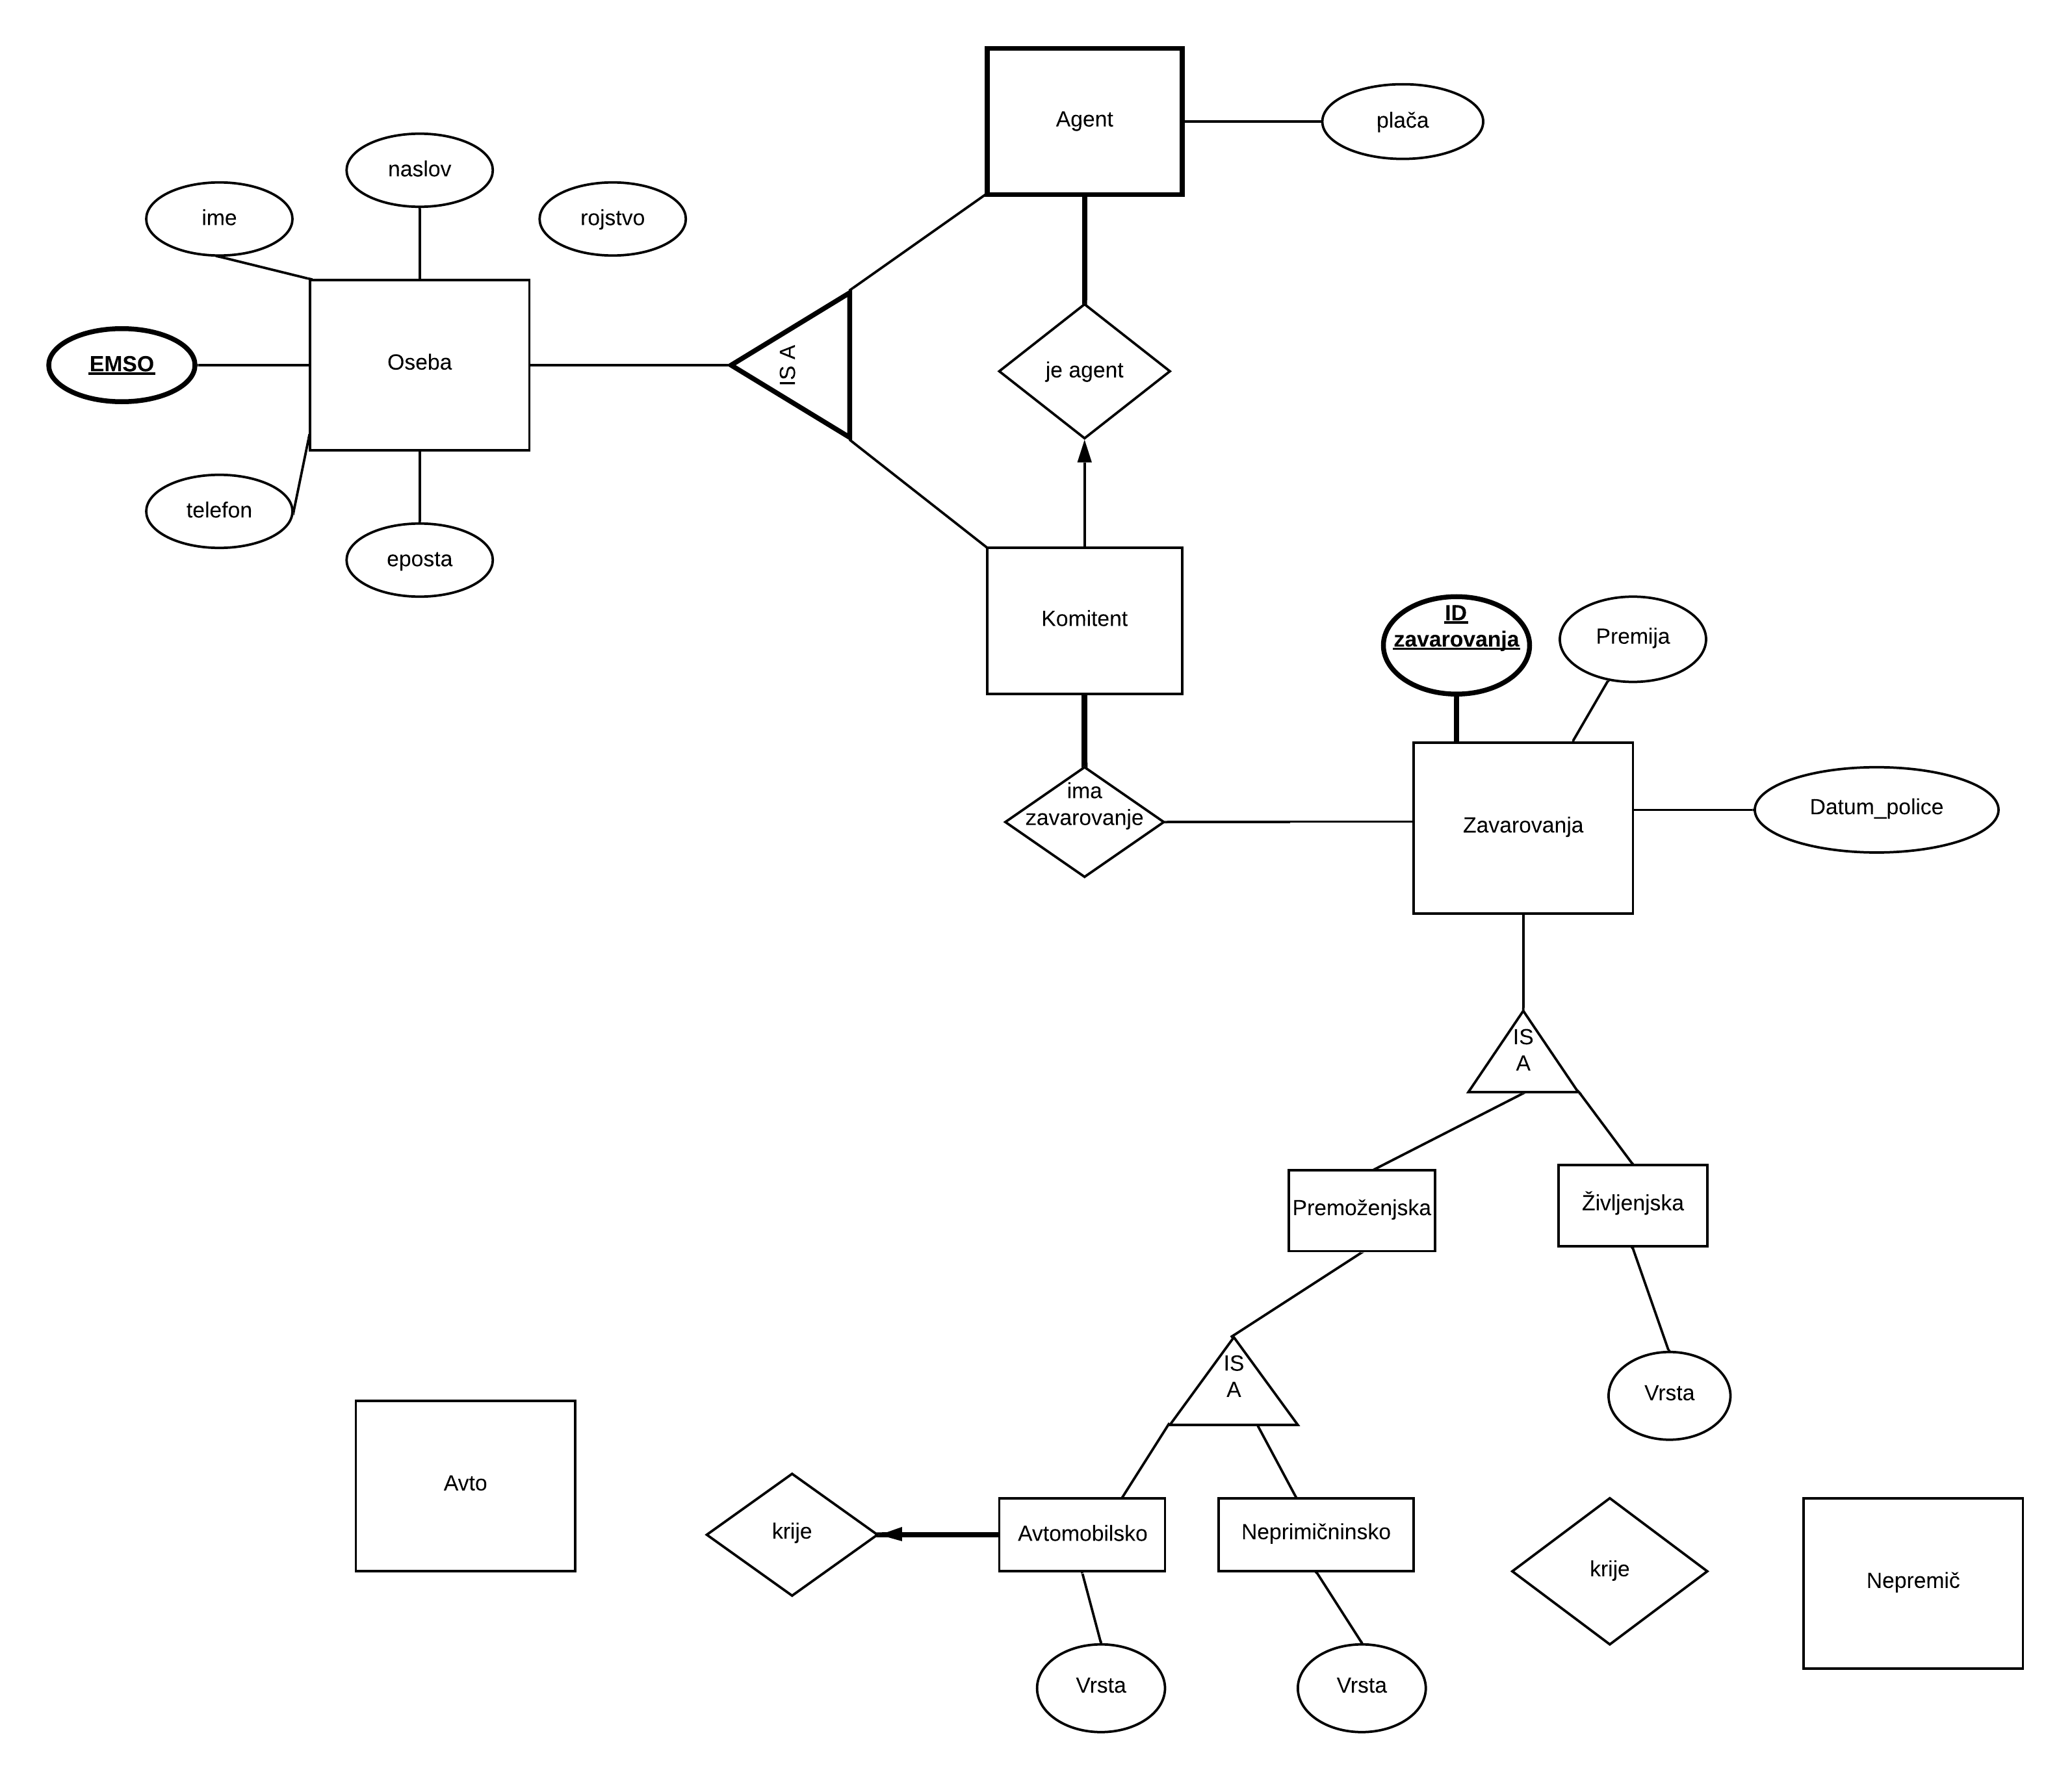 Agent
plača
naslov
ime
rojstvo
EMSO
Oseba
IS A
je agent
telefon
eposta
Komitent
ID
zavarovanja
Premija
ima
zavarovanje
Zavarovanja
Datum_police
IS
A
Premoženjska
Življenjska
IS
A
Vrsta
Avto
krije
Avtomobilsko
Neprimičninsko
krije
Nepremič
Vrsta
Vrsta